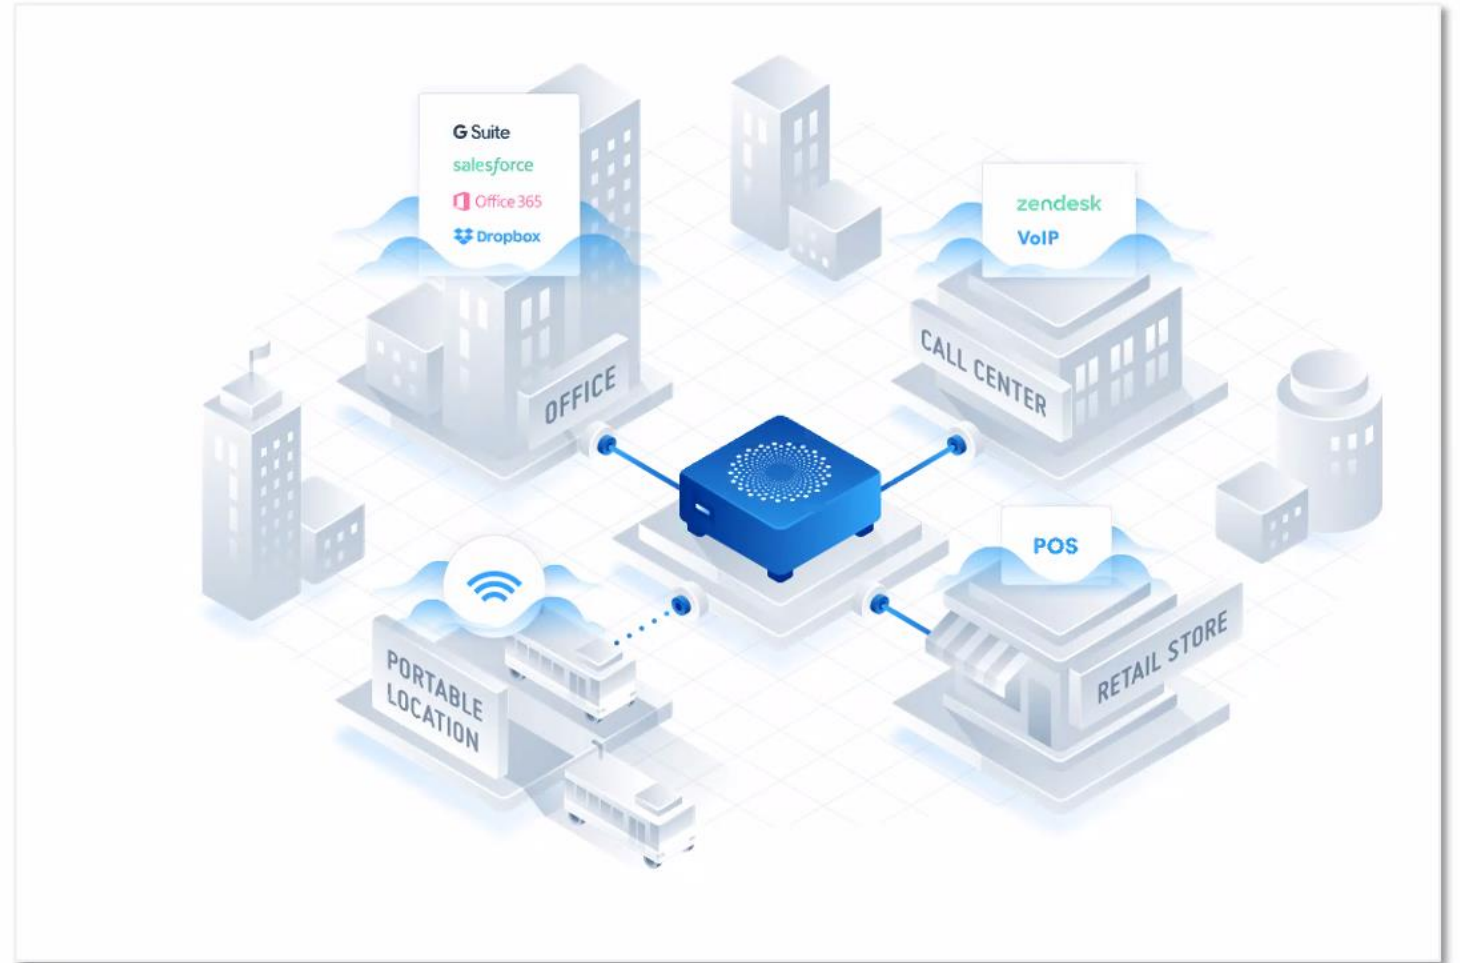 G Suite
salesforce
Office 365
Dropbox
OFFICE
zendesk
VoIP
CALL CENTER
PORTABLE
LOCATION
POS
RETAIL STORE